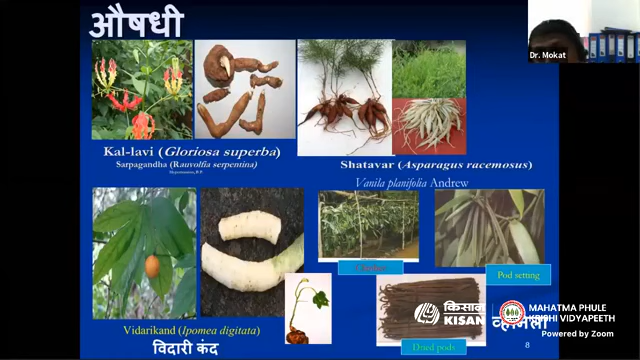 औषधी
Dr. Mokat
Kal-lavi (Gloriosa superba)
Sarpagandha (Rauvolfia serpentina)
Shatavar (Asparagus racemosus)
Vanila planifolia Andrew
Pod setting
Vidarikand (Ipomea digitata)
विदारी कंद
Dried pods
किसान
KISAN
MAHATMA PHULE
KRISHI VIDYAPEETH
Powered by Zoom
8